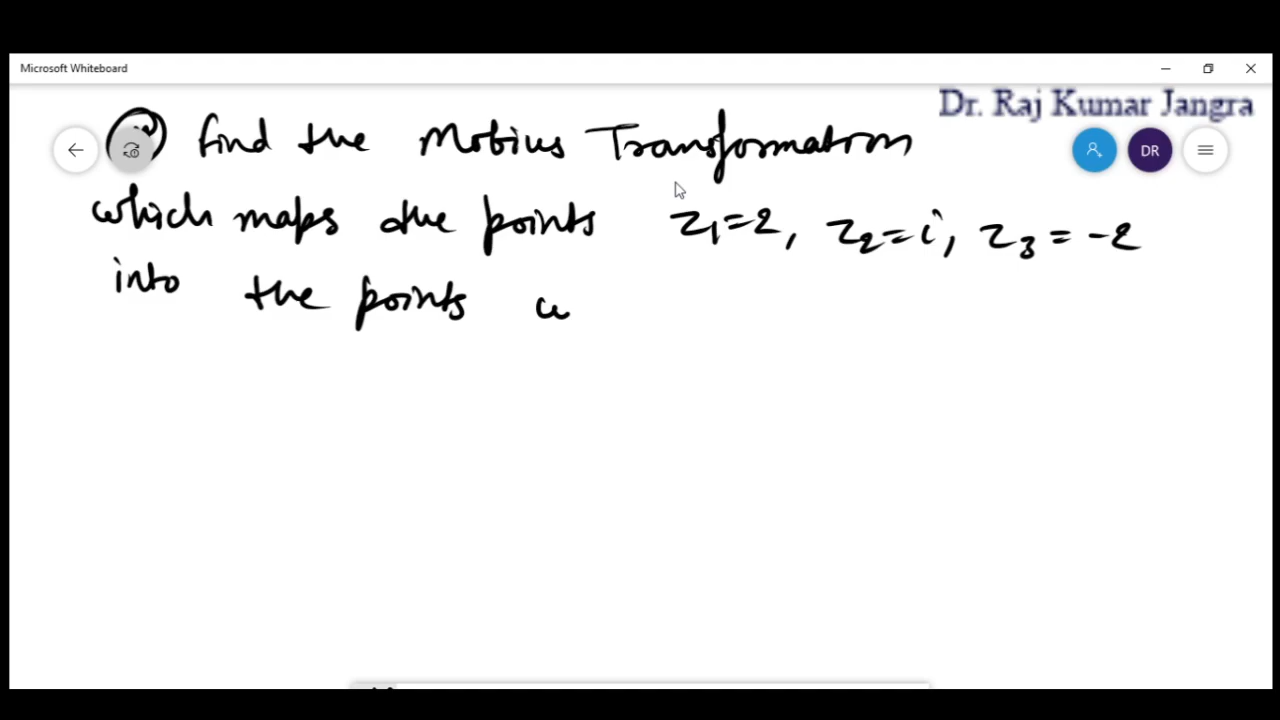 Microsoft Whiteboard
Dr. Raj Kumar Jangra
find the Mobius Transformation
DR
which maps the points z1=2, z2=i, z3=-2
into the points w